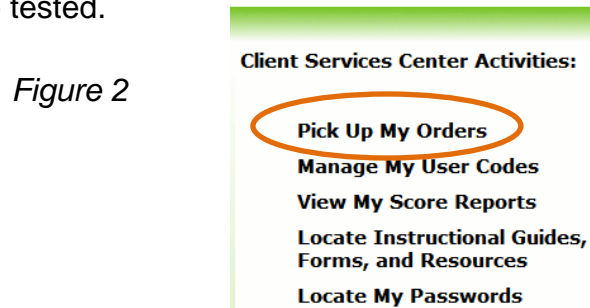 tested.
Client Services Center Activities:
Figure 2
Pick Up My Orders
Manage My User Codes
View My Score Reports
Locate Instructional Guides,
Forms, and Resources
Locate My Passwords